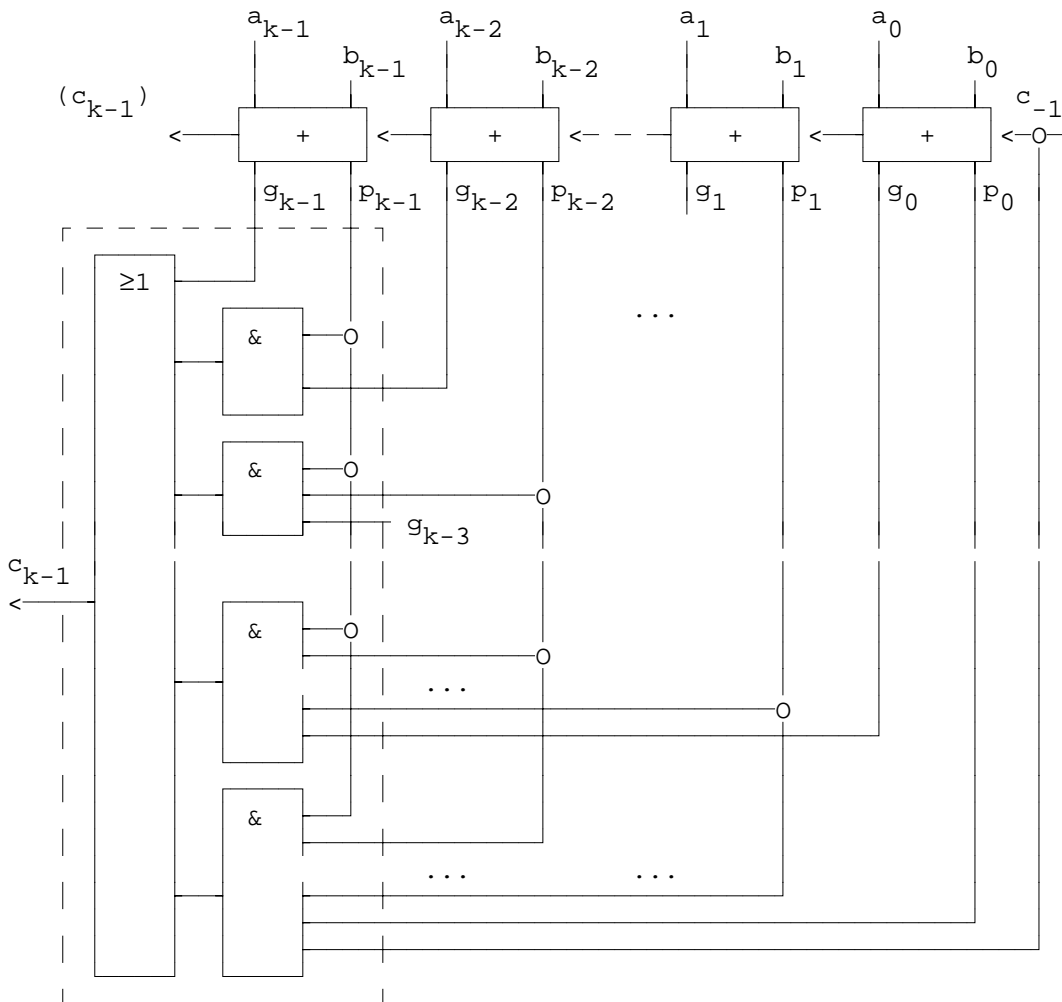 a_{k-1} a_{k-2} a_1 a_0
b_{k-1} b_{k-2} b_1 b_0
(c_{k-1}) c_{-1}
+ + + +
g_{k-1} p_{k-1} g_{k-2} p_{k-2} g_1 p_1 g_0 p_0
≥1
...
&
&
g_{k-3}
c_{k-1}
&
...
&
... ...